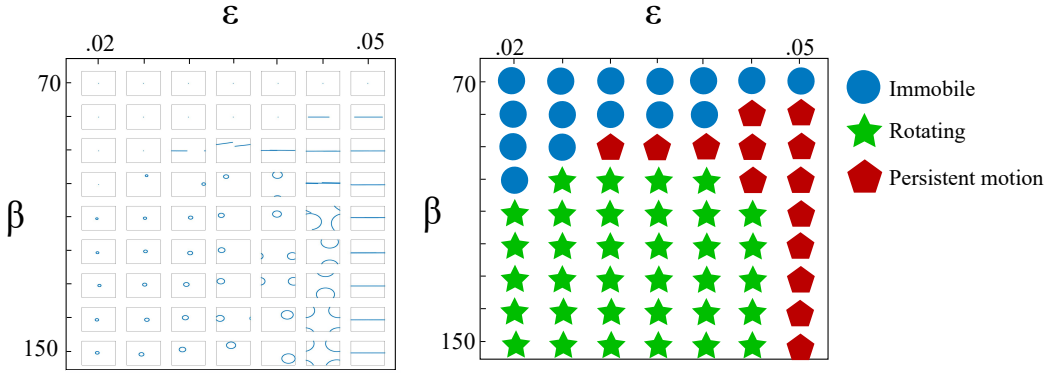 ε
.02 .05
70
β
150
ε
.02 .05
70
β
150
Immobile
Rotating
Persistent motion